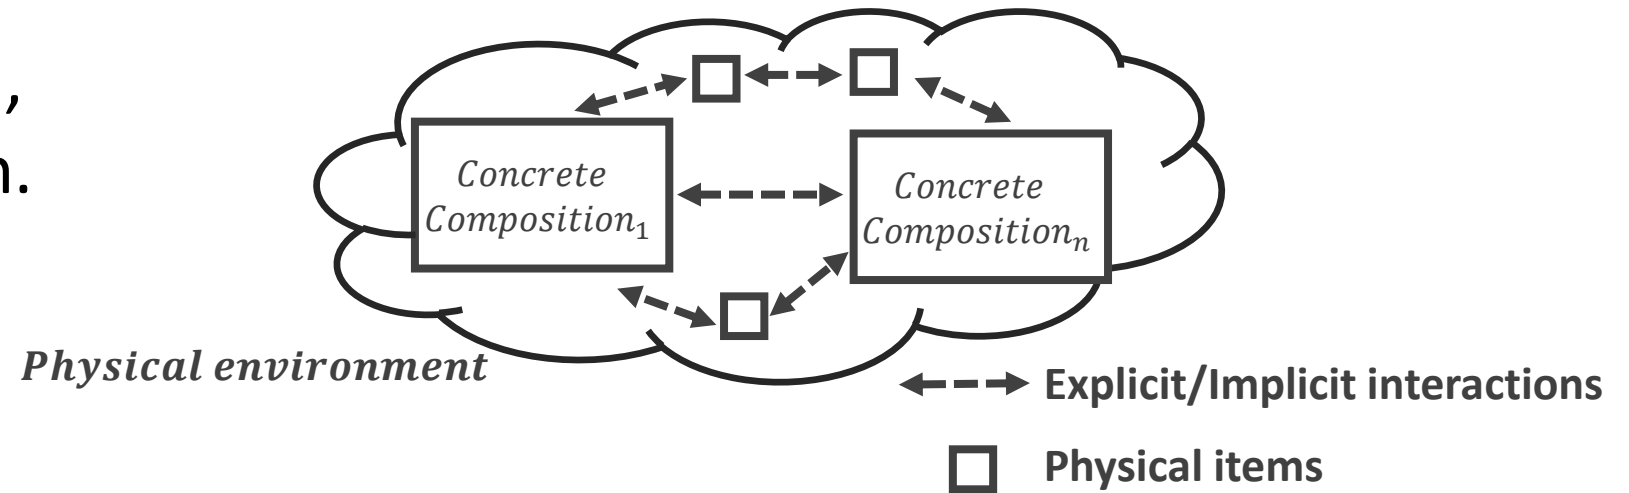 ,
n.
Concrete
Composition₁
Concrete
Compositionₙ
Physical environment
Explicit/Implicit interactions
Physical items